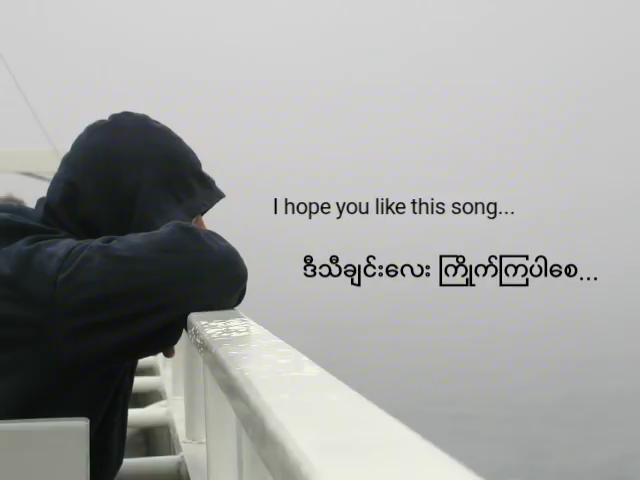 I hope you like this song...
ဒီသီချင်းလေး ကြိုက်ကြပါစေ...